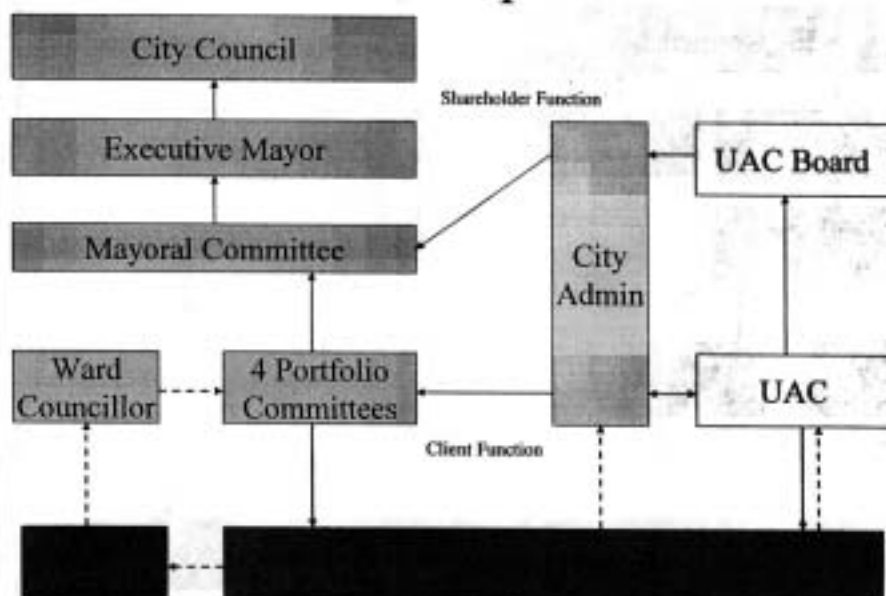 City Council
Shareholder Function
Executive Mayor
UAC Board
Mayoral Committee
City
Admin
Ward
Councillor
4 Portfolio
Committees
UAC
Client Function